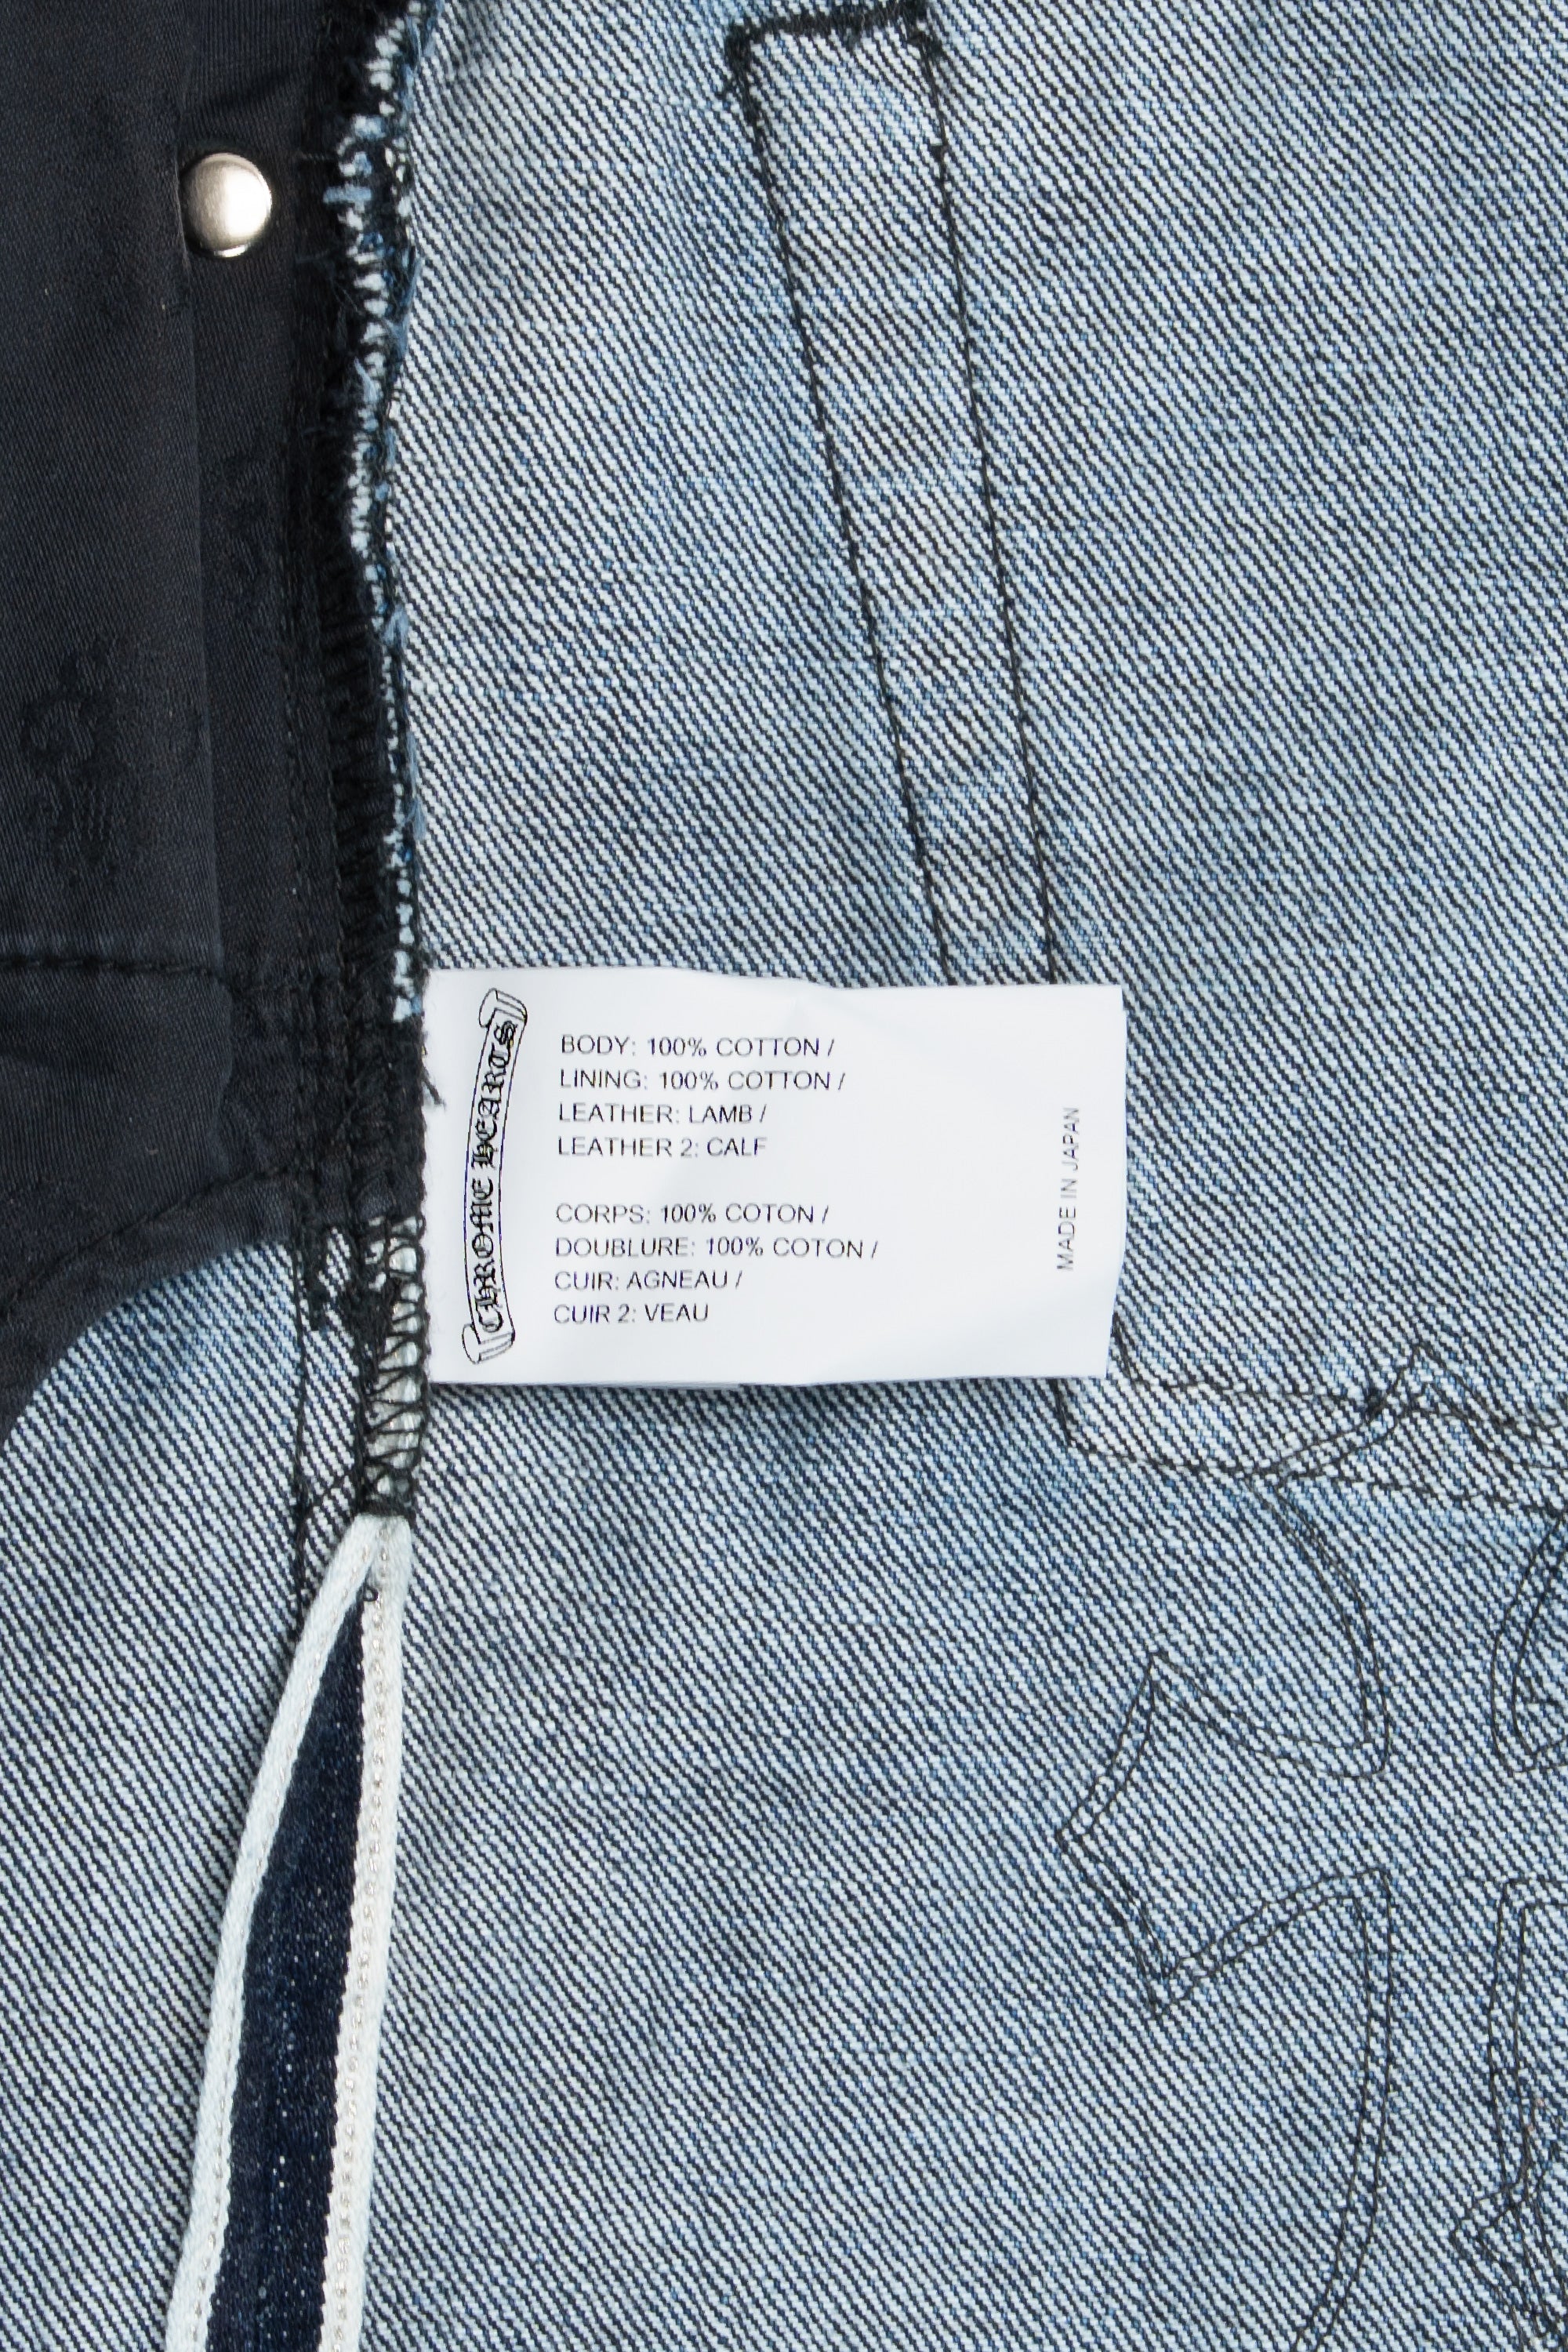 CHROME HEARTS
BODY: 100% COTTON /
LINING: 100% COTTON /
LEATHER: LAMB /
LEATHER 2: CALF
CORPS: 100% COTON /
DOUBLURE: 100% COTON /
CUIR: AGNEAU /
CUIR 2: VEAU
MADE IN JAPAN